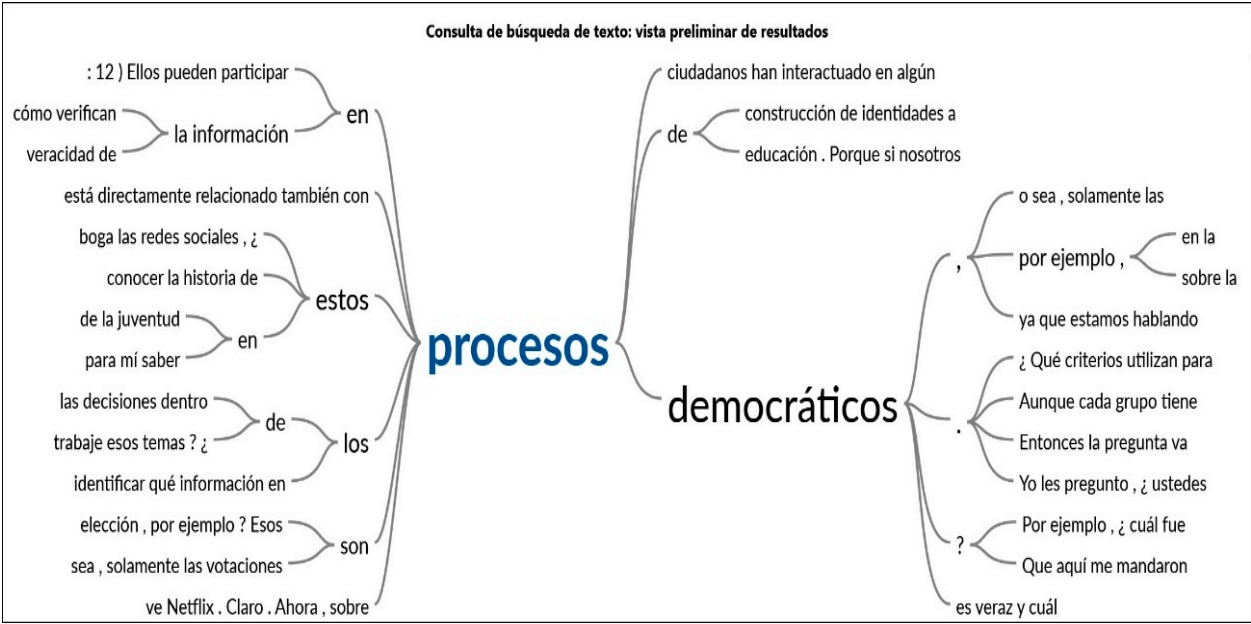 Consulta de búsqueda de texto: vista preliminar de resultados
: 12 ) Ellos pueden participar
cómo verifican
veracidad de
la información
en
está directamente relacionado también con
boga las redes sociales , ¿
conocer la historia de
de la juventud
para mí saber
en
estos
las decisiones dentro
trabaje esos temas ? ¿
de
identificar qué información en
los
elección , por ejemplo ? Esos
sea , solamente las votaciones
son
ve Netflix . Claro . Ahora , sobre
procesos
ciudadanos han interactuado en algún
de
construcción de identidades a
educación . Porque si nosotros
democráticos
,
o sea , solamente las
por ejemplo ,
en la
sobre la
ya que estamos hablando
.
¿ Qué criterios utilizan para
Aunque cada grupo tiene
Entonces la pregunta va
Yo les pregunto , ¿ ustedes
?
Por ejemplo , ¿ cuál fue
Que aquí me mandaron
es veraz y cuál